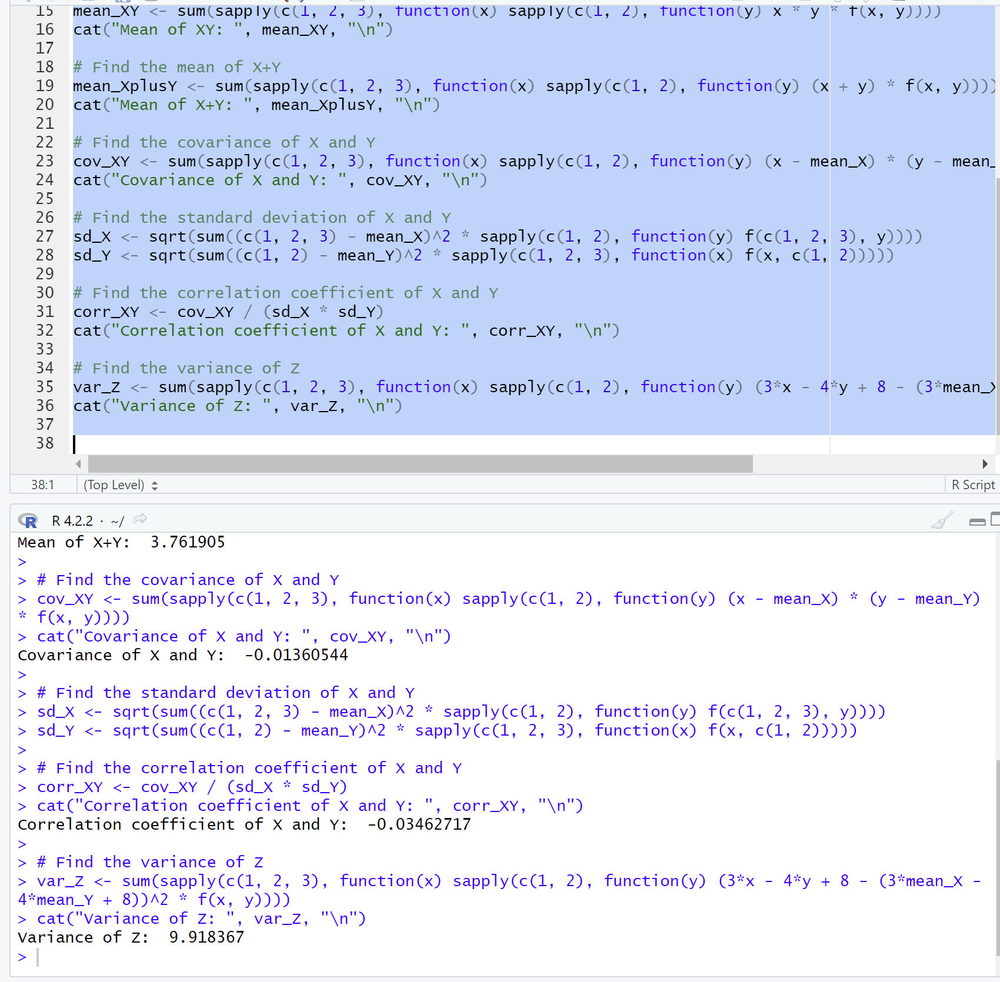 15 mean_XY <- sum(sapply(c(1, 2, 3), function(x) sapply(c(1, 2), function(y) x * y * f(x, y))))
16 cat("Mean of XY: ", mean_XY, "\n")
17
18 # Find the mean of X+Y
19 mean_XplusY <- sum(sapply(c(1, 2, 3), function(x) sapply(c(1, 2), function(y) (x + y) * f(x, y))))
20 cat("Mean of X+Y: ", mean_XplusY, "\n")
21
22 # Find the covariance of X and Y
23 cov_XY <- sum(sapply(c(1, 2, 3), function(x) sapply(c(1, 2), function(y) (x - mean_X) * (y - mean_
24 cat("Covariance of X and Y: ", cov_XY, "\n")
25
26 # Find the standard deviation of X and Y
27 sd_X <- sqrt(sum((c(1, 2, 3) - mean_X)^2 * sapply(c(1, 2), function(y) f(c(1, 2, 3), y))))
28 sd_Y <- sqrt(sum((c(1, 2) - mean_Y)^2 * sapply(c(1, 2, 3), function(x) f(x, c(1, 2)))))
29
30 # Find the correlation coefficient of X and Y
31 corr_XY <- cov_XY / (sd_X * sd_Y)
32 cat("Correlation coefficient of X and Y: ", corr_XY, "\n")
33
34 # Find the variance of Z
35 var_Z <- sum(sapply(c(1, 2, 3), function(x) sapply(c(1, 2), function(y) (3*x - 4*y + 8 - (3*mean_X
36 cat("Variance of Z: ", var_Z, "\n")
37
38
38:1 (Top Level) R Script
R R 4.2.2 · ~/
Mean of X+Y:  3.761905
>
> # Find the covariance of X and Y
> cov_XY <- sum(sapply(c(1, 2, 3), function(x) sapply(c(1, 2), function(y) (x - mean_X) * (y - mean_Y)
* f(x, y))))
> cat("Covariance of X and Y: ", cov_XY, "\n")
Covariance of X and Y:  -0.01360544
>
> # Find the standard deviation of X and Y
> sd_X <- sqrt(sum((c(1, 2, 3) - mean_X)^2 * sapply(c(1, 2), function(y) f(c(1, 2, 3), y))))
> sd_Y <- sqrt(sum((c(1, 2) - mean_Y)^2 * sapply(c(1, 2, 3), function(x) f(x, c(1, 2)))))
>
> # Find the correlation coefficient of X and Y
> corr_XY <- cov_XY / (sd_X * sd_Y)
> cat("Correlation coefficient of X and Y: ", corr_XY, "\n")
Correlation coefficient of X and Y:  -0.03462717
>
> # Find the variance of Z
> var_Z <- sum(sapply(c(1, 2, 3), function(x) sapply(c(1, 2), function(y) (3*x - 4*y + 8 - (3*mean_X -
4*mean_Y + 8))^2 * f(x, y))))
> cat("Variance of Z: ", var_Z, "\n")
Variance of Z:  9.918367
>